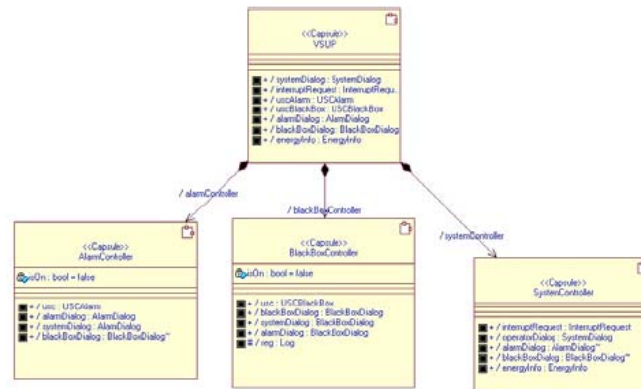 <<Capsule>>
VSUP
+ / systemDialog : SystemDialog
+ / interruptRequest : InterruptRequ..
+ / uscAlarm : USCAlarm
+ / uscBlackBox : USCBlackBox
+ / alarmDialog : AlarmDialog
+ / blackBoxDialog : BlackBoxDialog
+ / energyInfo : EnergyInfo
/ alarmController
/ blackBoxController
/ systemController
<<Capsule>>
AlarmController
isOn : bool = false
+ / usc : USCAlarm
+ / alarmDialog : AlarmDialog
+ / systemDialog : AlarmDialog
+ / blackBoxDialog : BlackBoxDialog~
<<Capsule>>
BlackBoxController
isOn : bool = false
+ / usc : USCBlackBox
+ / blackBoxDialog : BlackBoxDialog
+ / systemDialog : BlackBoxDialog
+ / alarmDialog : BlackBoxDialog
# / reg : Log
<<Capsule>>
SystemController
+ / interruptRequest : InterruptRequest
+ / operatorDialog : SystemDialog
+ / alarmDialog : AlarmDialog~
+ / blackBoxDialog : BlackBoxDialog~
+ / energyInfo : EnergyInfo